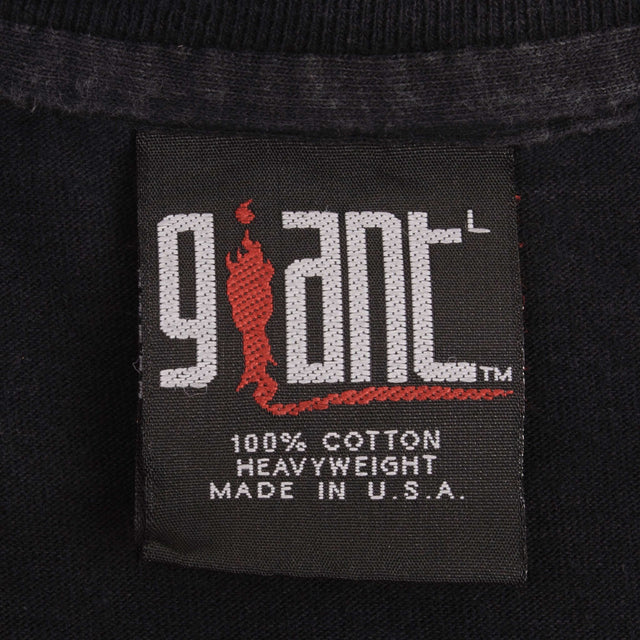 giant L ™
100% COTTON
HEAVYWEIGHT
MADE IN U.S.A.